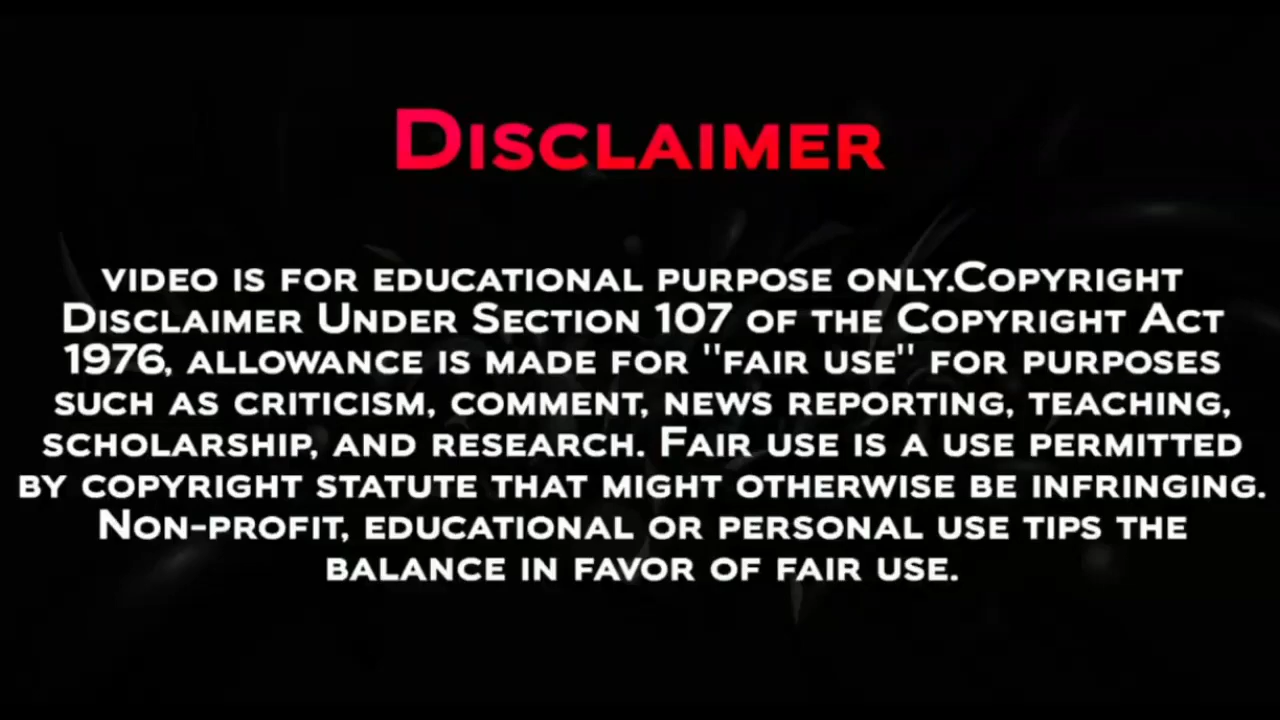 Disclaimer
video is for educational purpose only.Copyright
Disclaimer Under Section 107 of the Copyright Act
1976, allowance is made for "fair use" for purposes
such as criticism, comment, news reporting, teaching,
scholarship, and research. Fair use is a use permitted
by copyright statute that might otherwise be infringing.
Non-profit, educational or personal use tips the
balance in favor of fair use.